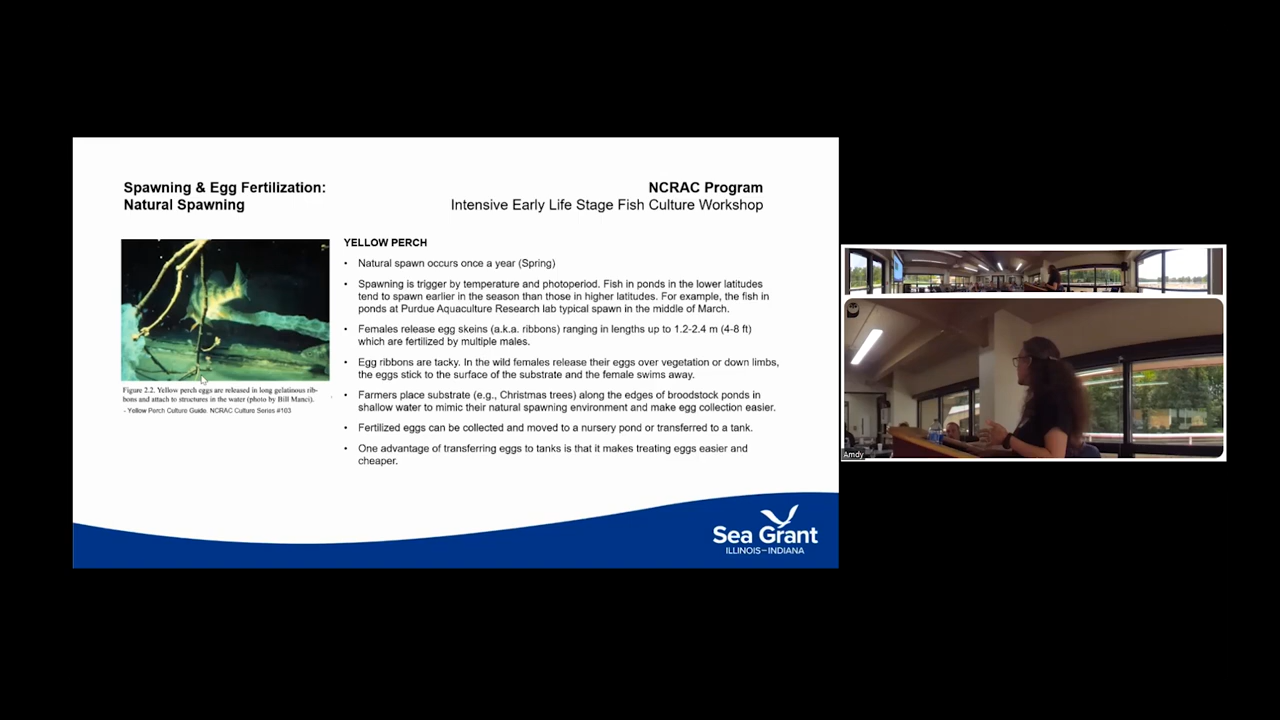 Spawning & Egg Fertilization:
Natural Spawning
NCRAC Program
Intensive Early Life Stage Fish Culture Workshop
Figure 2.2. Yellow perch eggs are released in long gelatinous rib-
bons and attach to structures in the water (photo by Bill Manci).
- Yellow Perch Culture Guide. NCRAC Culture Series #103
YELLOW PERCH
• Natural spawn occurs once a year (Spring)
• Spawning is trigger by temperature and photoperiod. Fish in ponds in the lower latitudes
tend to spawn earlier in the season than those in higher latitudes. For example, the fish in
ponds at Purdue Aquaculture Research lab typical spawn in the middle of March.
• Females release egg skeins (a.k.a. ribbons) ranging in lengths up to 1.2-2.4 m (4-8 ft)
which are fertilized by multiple males.
• Egg ribbons are tacky. In the wild females release their eggs over vegetation or down limbs,
the eggs stick to the surface of the substrate and the female swims away.
• Farmers place substrate (e.g., Christmas trees) along the edges of broodstock ponds in
shallow water to mimic their natural spawning environment and make egg collection easier.
• Fertilized eggs can be collected and moved to a nursery pond or transferred to a tank.
• One advantage of transferring eggs to tanks is that it makes treating eggs easier and
cheaper.
Sea Grant
ILLINOIS–INDIANA
Amdy